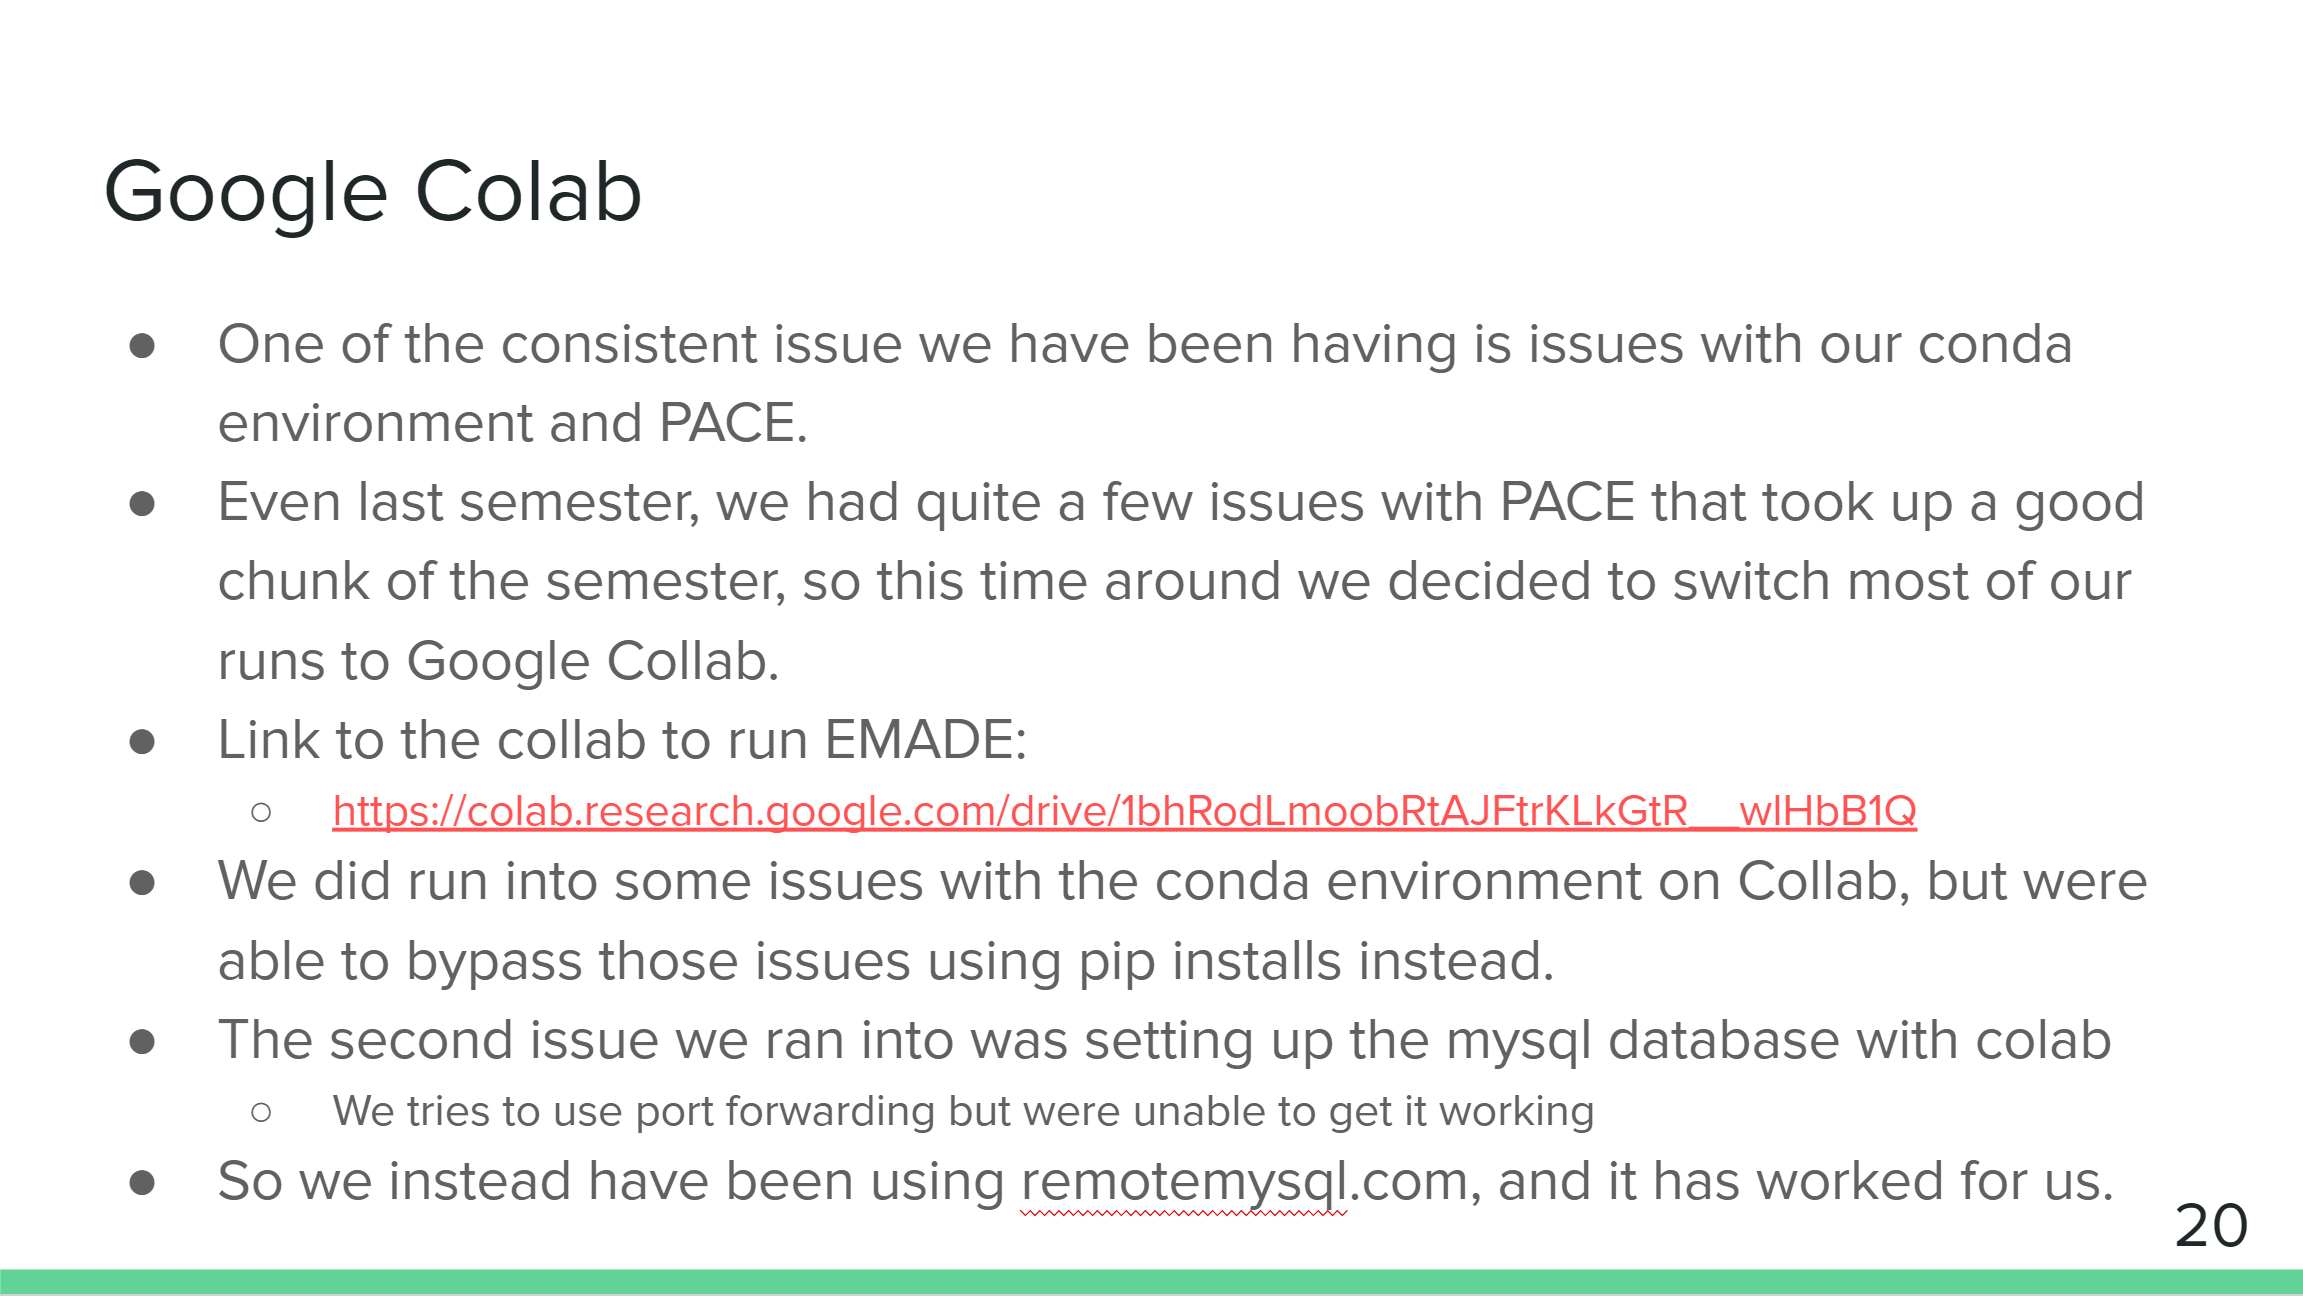 Google Colab
● One of the consistent issue we have been having is issues with our conda
environment and PACE.
● Even last semester, we had quite a few issues with PACE that took up a good
chunk of the semester, so this time around we decided to switch most of our
runs to Google Collab.
● Link to the collab to run EMADE:
○ https://colab.research.google.com/drive/1bhRodLmoobRtAJFtrKLkGtR__wlHbB1Q
● We did run into some issues with the conda environment on Collab, but were
able to bypass those issues using pip installs instead.
● The second issue we ran into was setting up the mysql database with colab
○ We tries to use port forwarding but were unable to get it working
● So we instead have been using remotemysql.com, and it has worked for us.
20